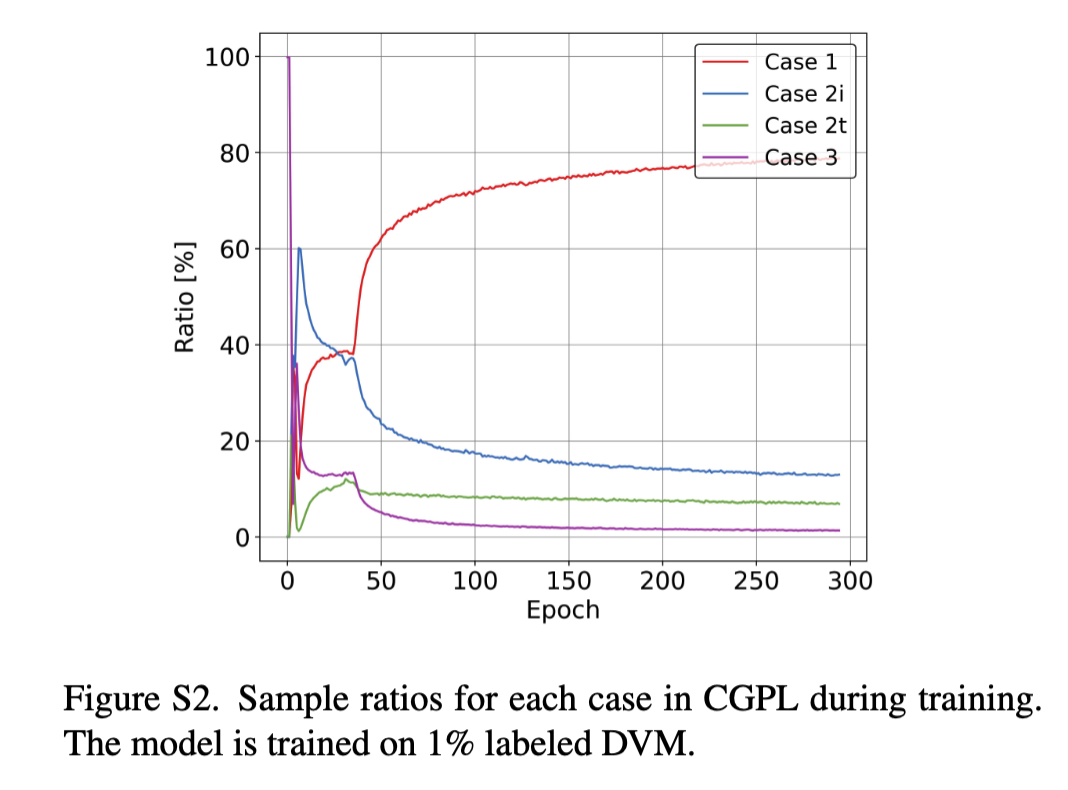 100
80
60
40
20
0
Ratio [%]
Case 1
Case 2i
Case 2t
Case 3
0 50 100 150 200 250 300
Epoch
Figure S2. Sample ratios for each case in CGPL during training.
The model is trained on 1% labeled DVM.